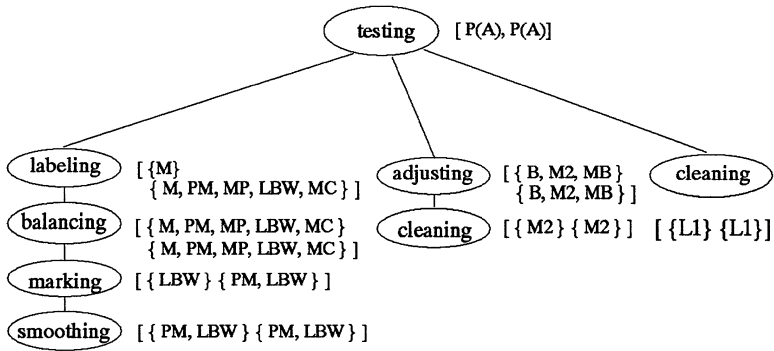 testing [ P(A), P(A)]
labeling [ {M}
{ M, PM, MP, LBW, MC } ]
adjusting [ { B, M2, MB }
{ B, M2, MB } ]
cleaning
balancing [ { M, PM, MP, LBW, MC}
{ M, PM, MP, LBW, MC } ]
cleaning [ { M2 } { M2 } ]
[ {L1} {L1}]
marking [ { LBW } { PM, LBW } ]
smoothing [ { PM, LBW } { PM, LBW } ]